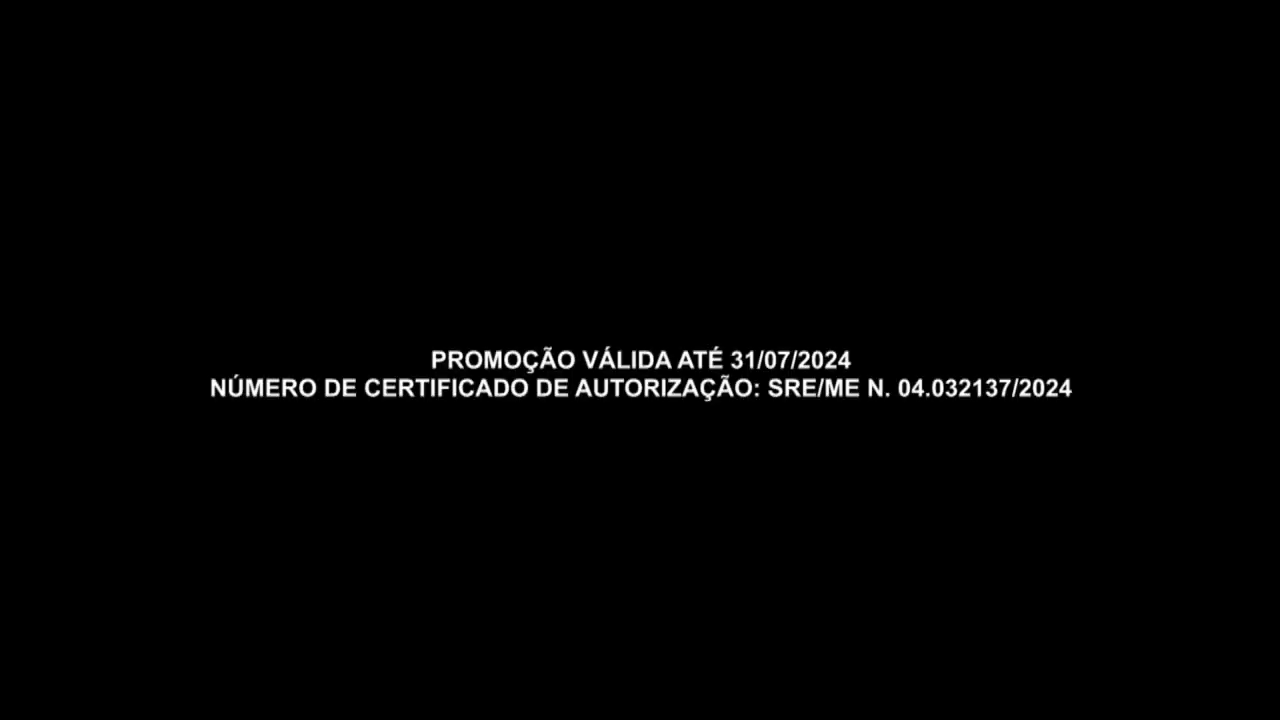 PROMOÇÃO VÁLIDA ATÉ 31/07/2024
NÚMERO DE CERTIFICADO DE AUTORIZAÇÃO: SRE/ME N. 04.032137/2024